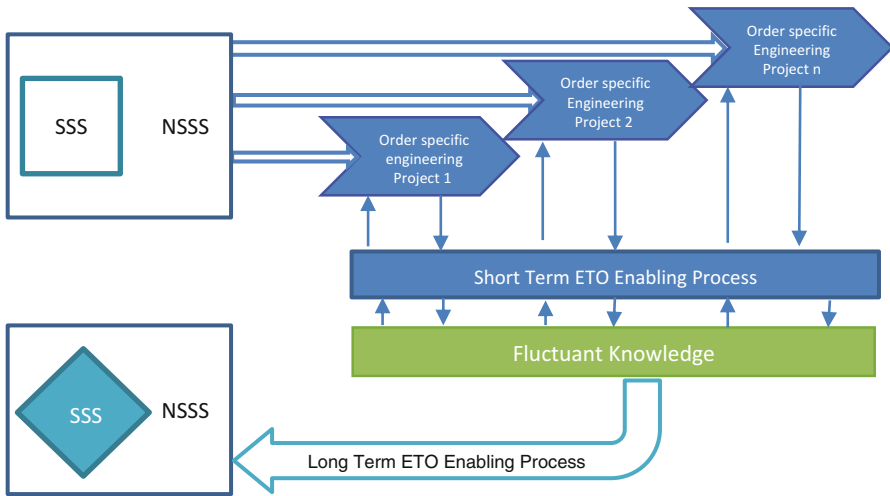 Order specific
Engineering
Project n
Order specific
Engineering
Project 2
Order specific
engineering
Project 1
SSS
NSSS
Short Term ETO Enabling Process
Fluctuant Knowledge
SSS
NSSS
Long Term ETO Enabling Process